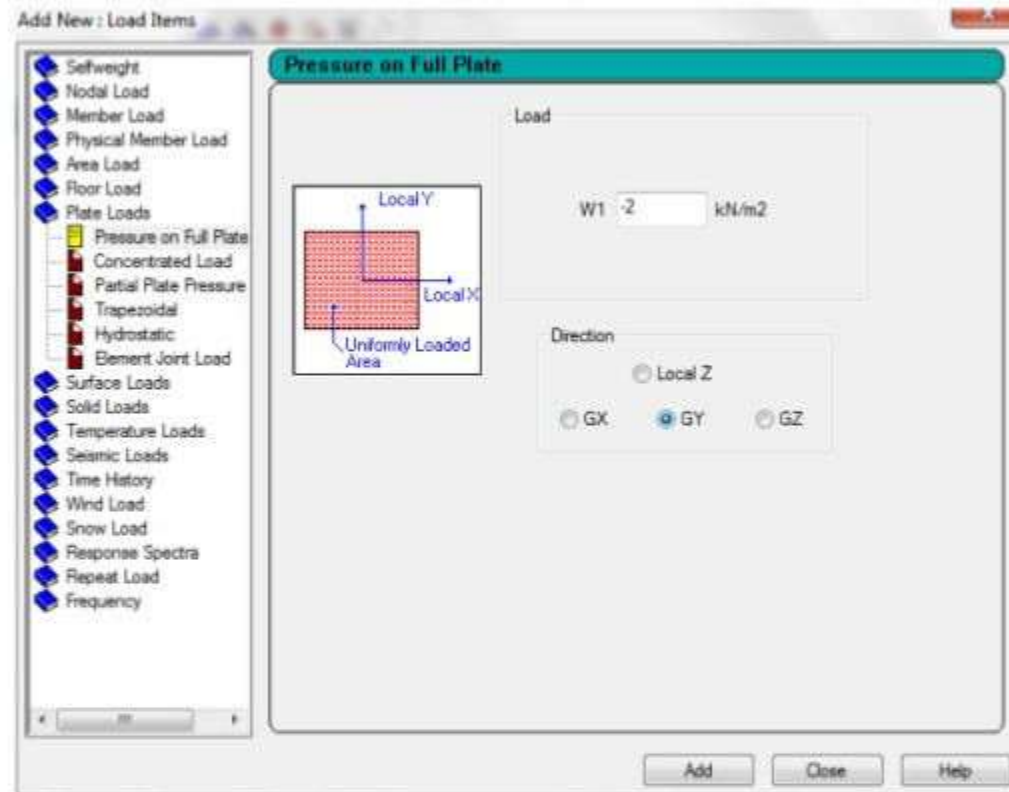 Add New : Load Items
Selfweight
Nodal Load
Member Load
Physical Member Load
Area Load
Floor Load
Plate Loads
Pressure on Full Plate
Concentrated Load
Partial Plate Pressure
Trapezoidal
Hydrostatic
Element Joint Load
Surface Loads
Solid Loads
Temperature Loads
Seismic Loads
Time History
Wind Load
Snow Load
Response Spectra
Repeat Load
Frequency
Pressure on Full Plate
Local Y
Local X
Uniformly Loaded
Area
Load
W1 -2 kN/m2
Direction
Local Z
GX GY GZ
Add Close Help